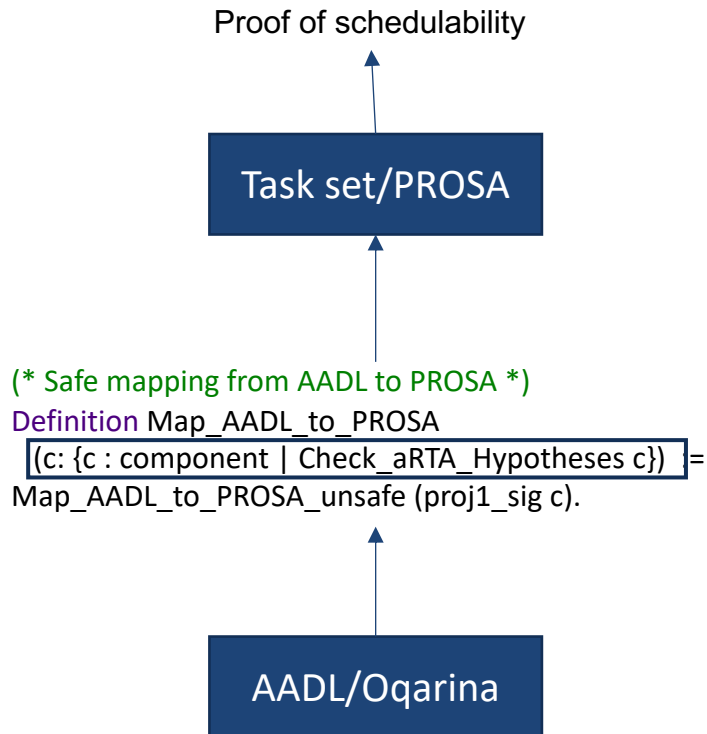 Proof of schedulability
Task set/PROSA
(* Safe mapping from AADL to PROSA *)
Definition Map_AADL_to_PROSA
(c: {c : component | Check_aRTA_Hypotheses c}) :=
Map_AADL_to_PROSA_unsafe (proj1_sig c).
AADL/Oqarina